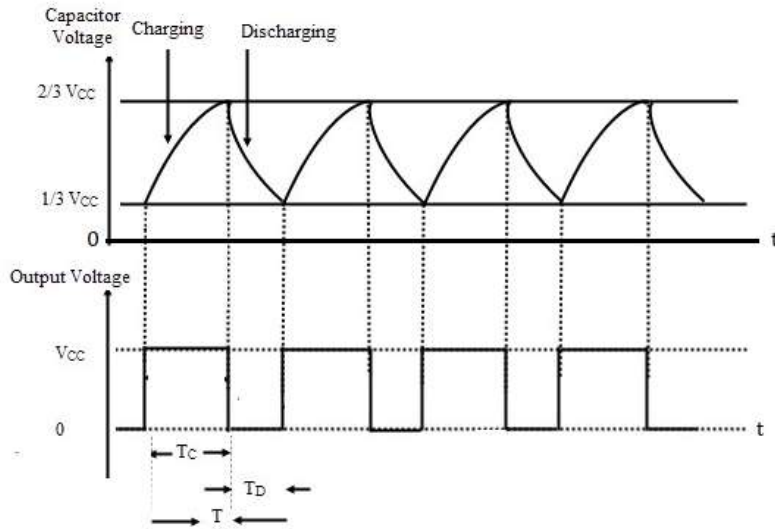 Capacitor
Voltage
Charging
Discharging
2/3 VCC
1/3 VCC
0
t
Output Voltage
VCC
0
t
TC
TD
T